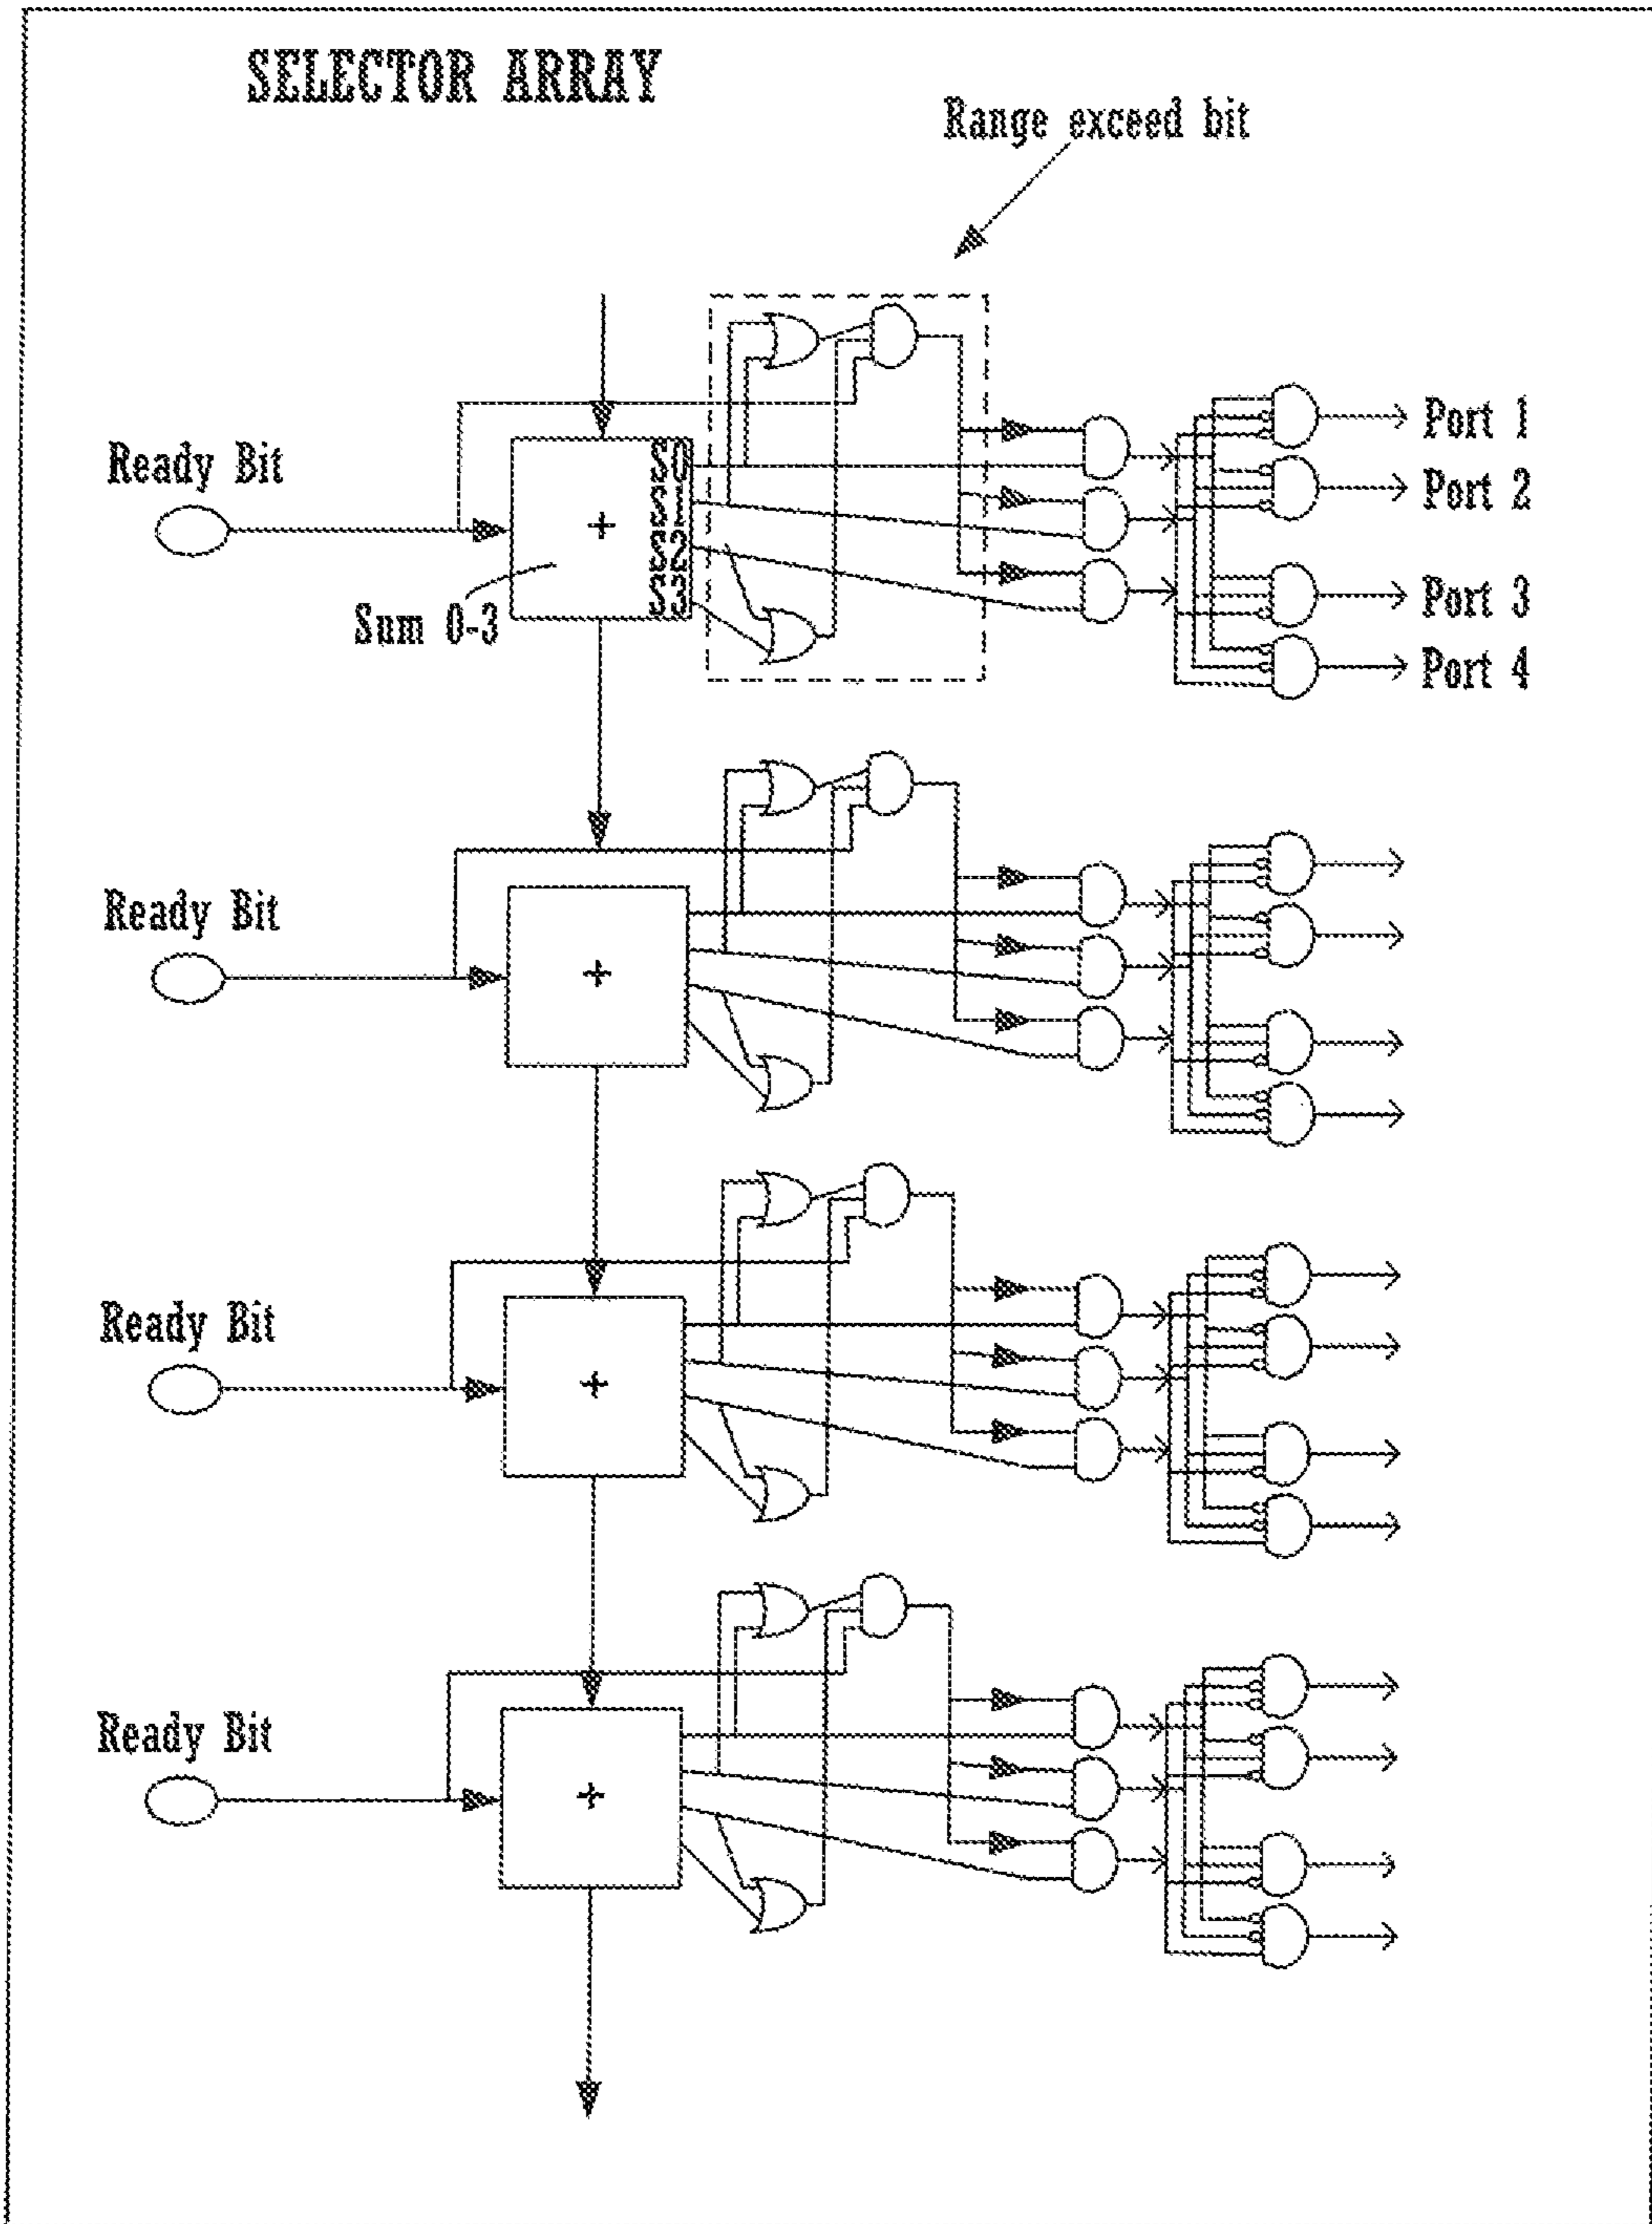 SELECTOR ARRAY
Range exceed bit
Ready Bit
+
S0
S1
S2
S3
Sum 0-3
Port 1
Port 2
Port 3
Port 4
Ready Bit
+
Ready Bit
+
Ready Bit
+